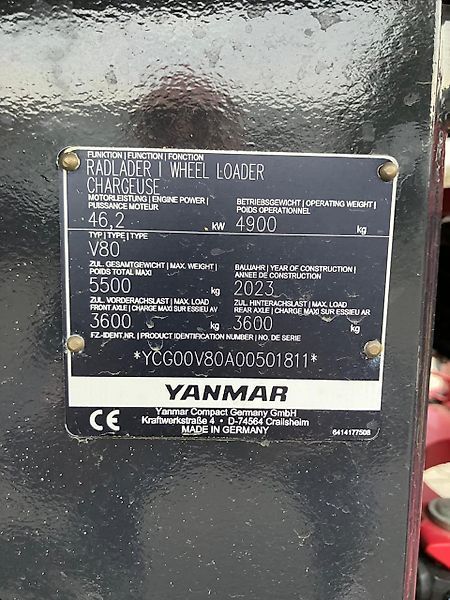 FUNKTION | FUNCTION | FONCTION
RADLADER | WHEEL LOADER
CHARGEUSE
MOTORLEISTUNG | ENGINE POWER |
PUISSANCE MOTEUR
46,2 kW
BETRIEBSGEWICHT | OPERATING WEIGHT |
POIDS OPERATIONNEL
4900 kg
TYP | TYPE | TYPE
V80
ZUL. GESAMTGEWICHT | MAX. WEIGHT |
POIDS TOTAL MAXI
5500 kg
BAUJAHR | YEAR OF CONSTRUCTION |
ANNEE DE CONSTRUCTION
2023
ZUL. VORDERACHSLAST | MAX. LOAD
FRONT AXLE | CHARGE MAXI SUR ESSIEU AV
3600 kg
ZUL. HINTERACHSLAST | MAX. LOAD
REAR AXLE | CHARGE MAXI SUR ESSIEU AR
3600 kg
FZ-IDENT.NR. | PRODUCT IDENTIFICATION NUMBER | NO. DE SERIE
*YCG00V80A00501811*
YANMAR
CE
Yanmar Compact Germany GmbH
Kraftwerkstraße 4 • D-74564 Crailsheim
MADE IN GERMANY
6414177508